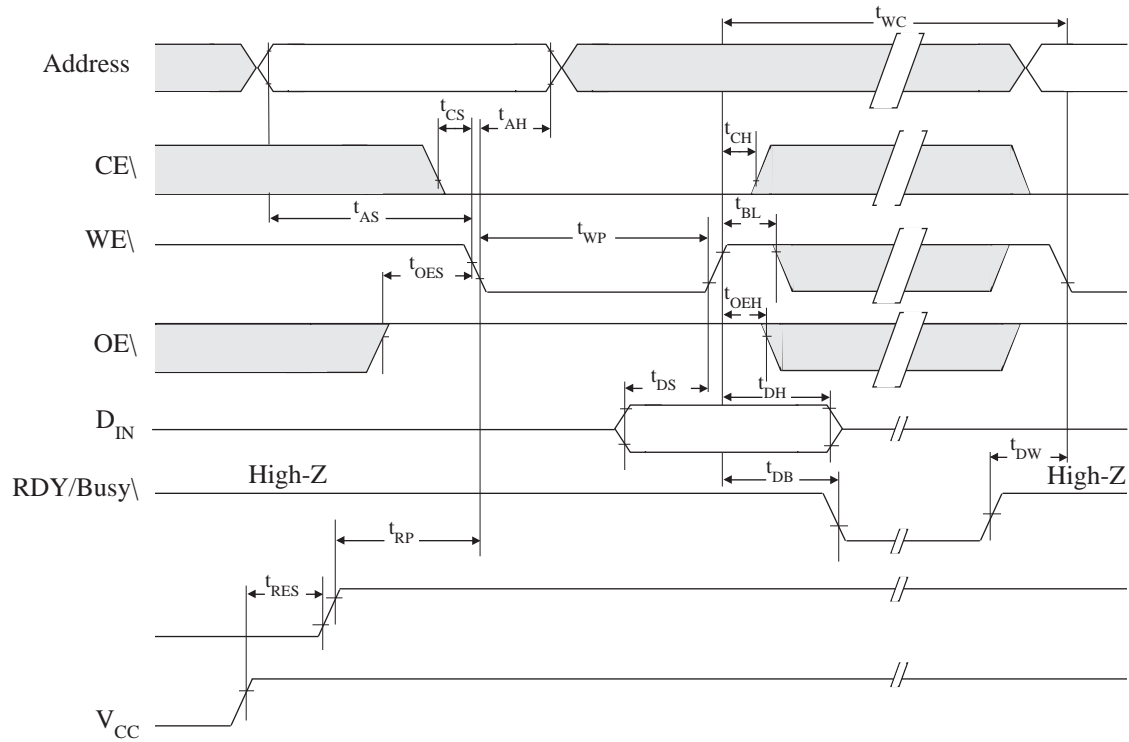 t_WC
Address
t_CS
t_AH
t_CH
CE\
t_AS
t_BL
WE\
t_WP
t_OES
t_OEH
OE\
t_DS
t_DH
D_IN
t_DW
High-Z
t_DB
High-Z
RDY/Busy\
t_RP
t_RES
V_CC